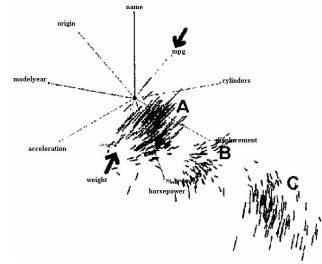 name
origin
mpg
modelyear
cylinders
A
displacement
acceleration
B
weight
horsepower
C